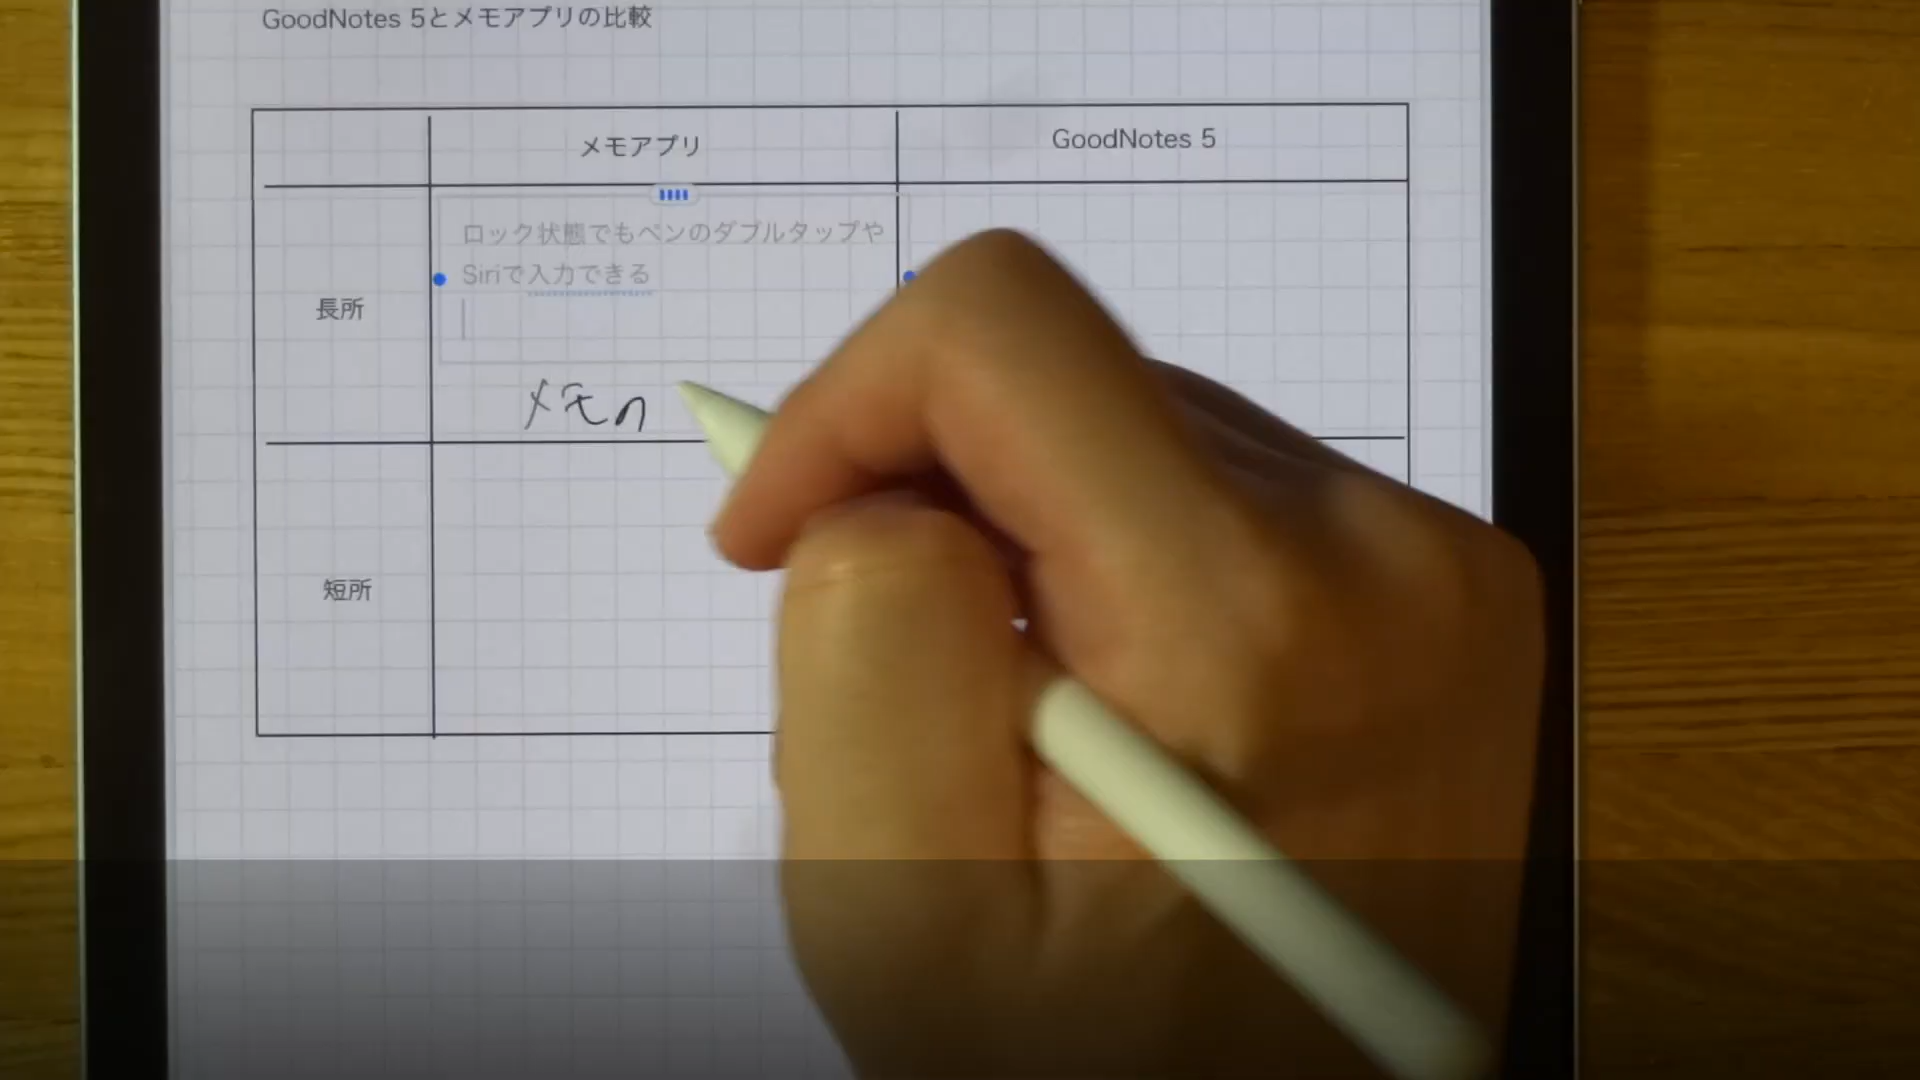 GoodNotes 5とメモアプリの比較
メモアプリ
GoodNotes 5
長所
ロック状態でもペンのダブルタップや
Siriで入力できる
メモの
短所